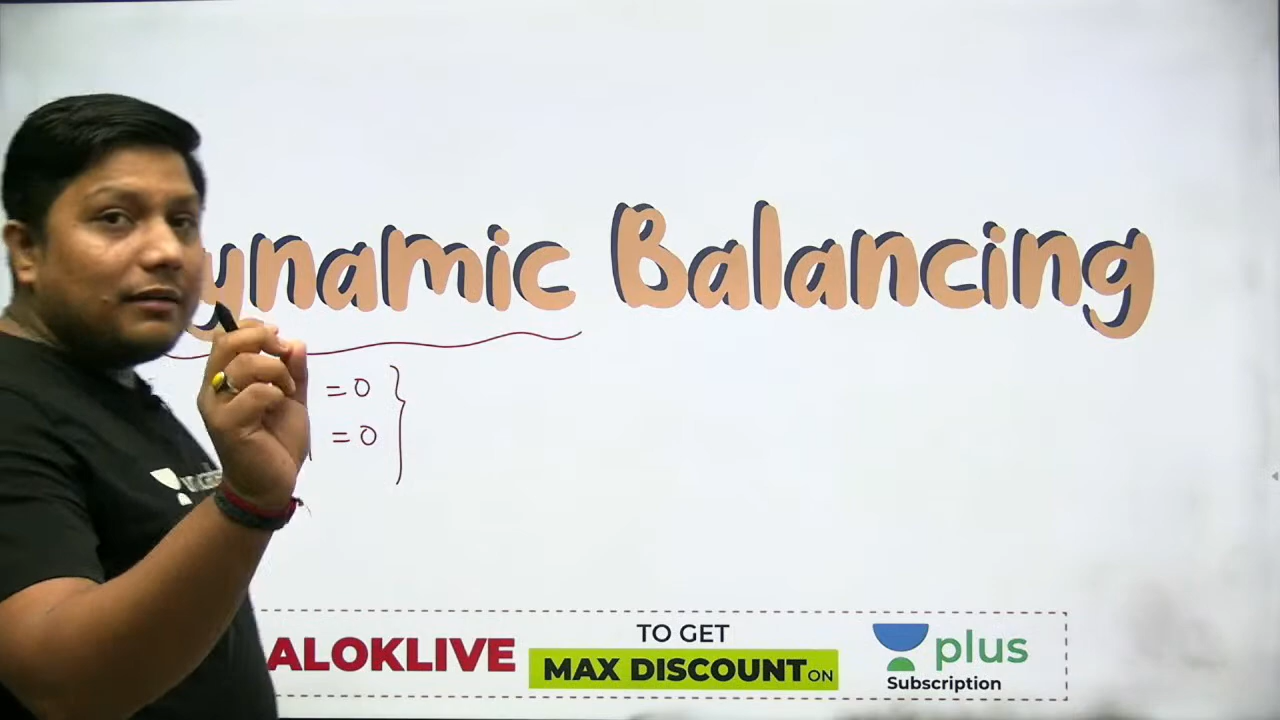 ynamic Balancing
=0
=0
ALOKLIVE
TO GET
MAX DISCOUNT ON
plus
Subscription